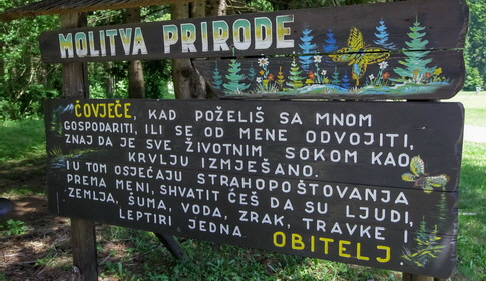 MOLITVA PRIRODE
ČOVJEČE, KAD POŽELIŠ SA MNOM
GOSPODARITI, ILI SE OD MENE ODVOJITI,
ZNAJ DA JE SVE ŽIVOTNIM SOKOM KAO
KRVLJU IZMJEŠANO.
I U TOM OSJEĆAJU STRAHOPOŠTOVANJA
PREMA MENI, SHVATIT ĆEŠ DA SU LJUDI,
ZEMLJA, ŠUMA, VODA, ZRAK, TRAVKE I
LEPTIRI JEDNA OBITELJ.